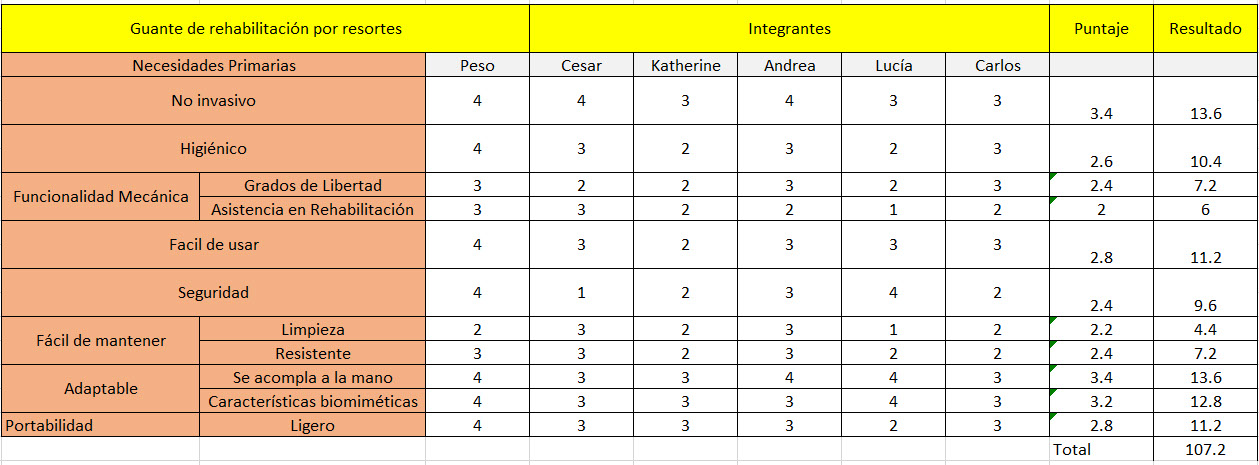 Guante de rehabilitación por resortes Integrantes Puntaje Resultado
Necesidades Primarias Peso Cesar Katherine Andrea Lucía Carlos
No invasivo 4 4 3 4 3 3 3.4 13.6
Higiénico 4 3 2 3 2 3 2.6 10.4
Funcionalidad Mecánica Grados de Libertad 3 2 2 3 2 3 2.4 7.2
Asistencia en Rehabilitación 3 3 2 2 1 2 2 6
Facil de usar 4 3 2 3 3 3 2.8 11.2
Seguridad 4 1 2 3 4 2 2.4 9.6
Fácil de mantener Limpieza 2 3 2 3 1 2 2.2 4.4
Resistente 3 3 2 3 2 2 2.4 7.2
Adaptable Se acompla a la mano 4 3 3 4 4 3 3.4 13.6
Características biomiméticas 4 3 3 3 4 3 3.2 12.8
Portabilidad Ligero 4 3 3 3 2 3 2.8 11.2
Total 107.2